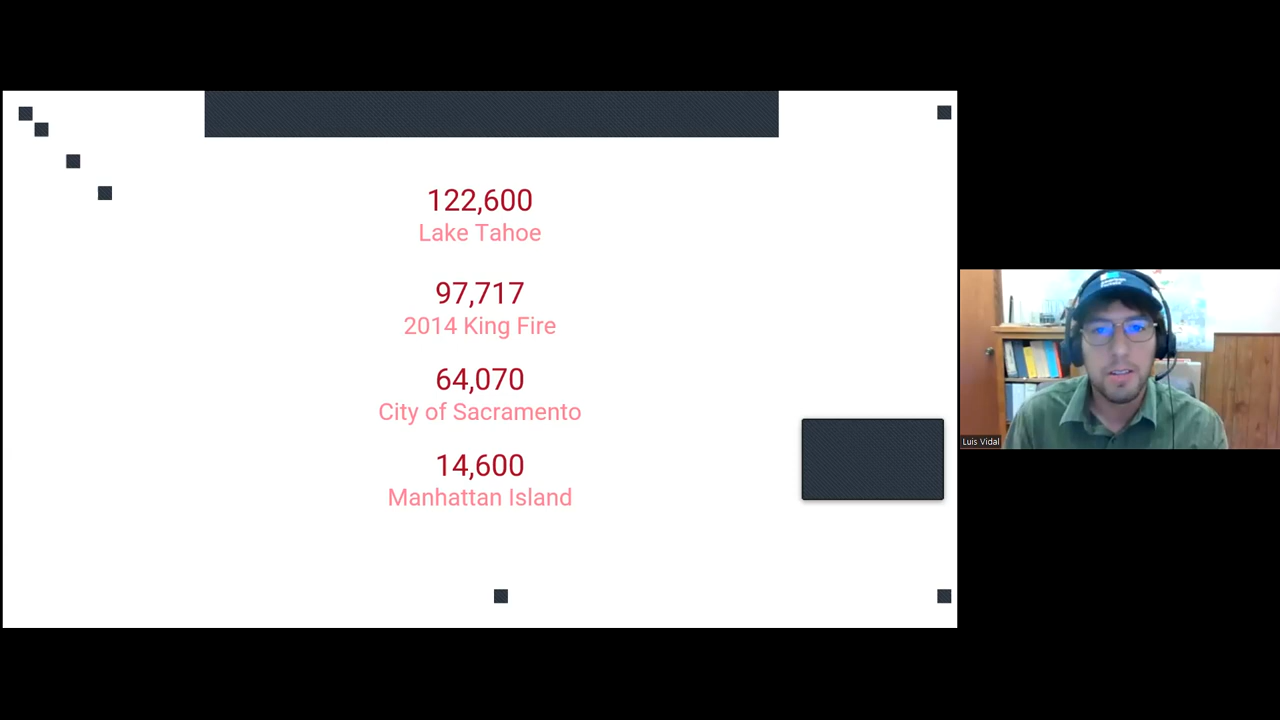 122,600
Lake Tahoe
97,717
2014 King Fire
64,070
City of Sacramento
14,600
Manhattan Island
Luis Vidal